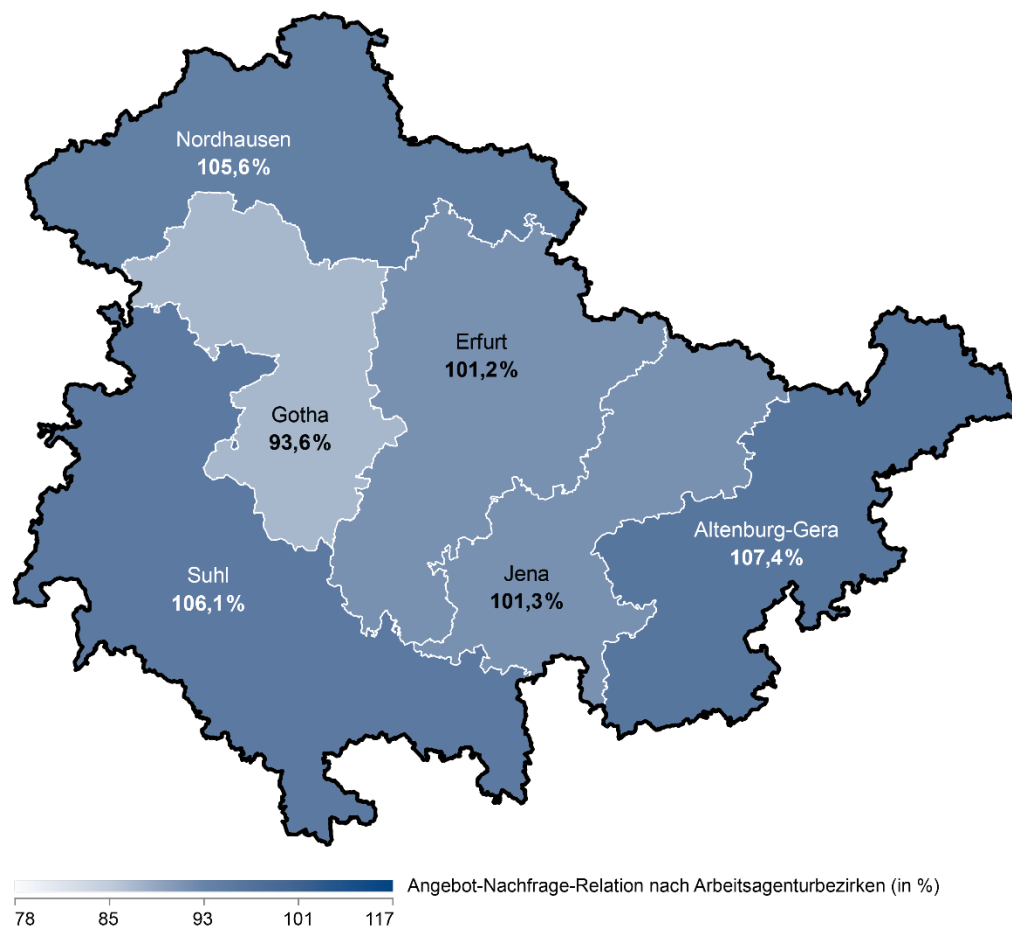 Nordhausen
105,6%
Erfurt
101,2%
Gotha
93,6%
Altenburg-Gera
107,4%
Suhl
106,1%
Jena
101,3%
Angebot-Nachfrage-Relation nach Arbeitsagenturbezirken (in %)
78 85 93 101 117